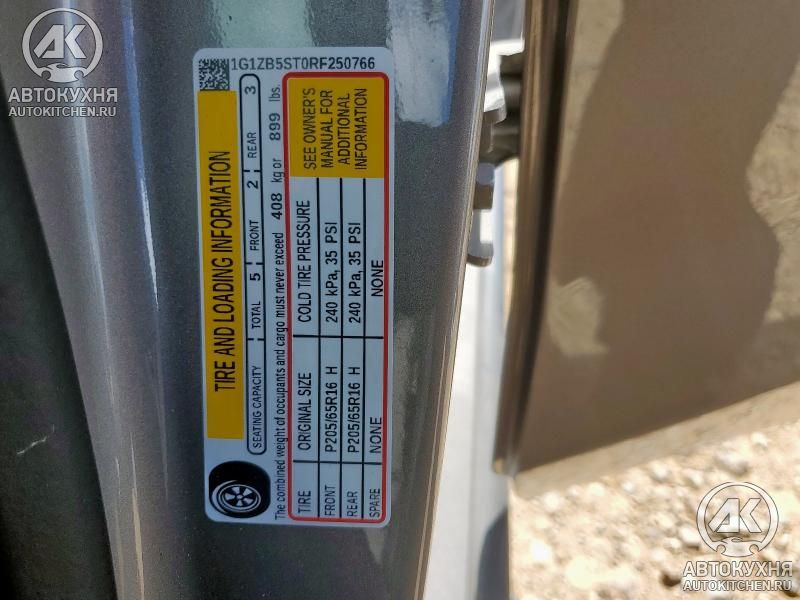 AK
АВТОКУХНЯ
AUTOKITCHEN.RU
1G1ZB5ST0RF250766
TIRE AND LOADING INFORMATION
SEATING CAPACITY TOTAL 5 FRONT 2 REAR 3
The combined weight of occupants and cargo must never exceed 408 kg or 899 lbs.
TIRE ORIGINAL SIZE COLD TIRE PRESSURE
FRONT P205/65R16 H 240 kPa, 35 PSI
REAR P205/65R16 H 240 kPa, 35 PSI
SPARE NONE NONE
SEE OWNER'S
MANUAL FOR
ADDITIONAL
INFORMATION
AK
АВТОКУХНЯ
AUTOKITCHEN.RU